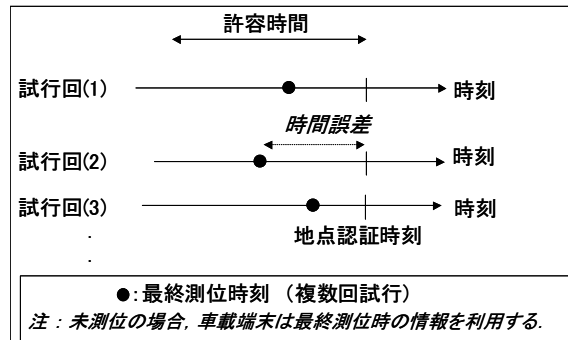 許容時間
試行回(1)
時刻
時間誤差
試行回(2)
時刻
試行回(3)
時刻
地点認証時刻
.
.
●:最終測位時刻 （複数回試行）
注 : 未測位の場合, 車載端末は最終測位時の情報を利用する.